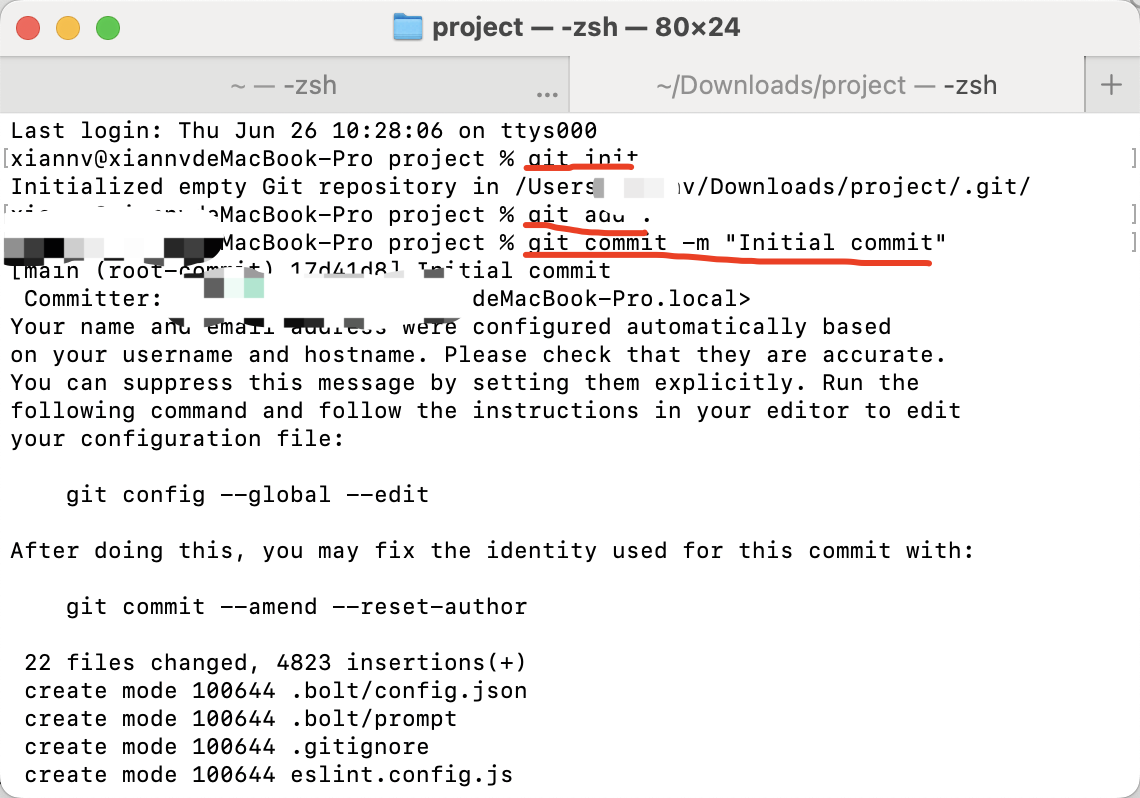 project — -zsh — 80×24
~ — -zsh
...
~/Downloads/project — -zsh
+
Last login: Thu Jun 26 10:28:06 on ttys000
[xiannv@xiannvdeMacBook-Pro project % git init ]
Initialized empty Git repository in /Users nv/Downloads/project/.git/
MacBook-Pro project % git add . ]
MacBook-Pro project % git commit -m "Initial commit" ]
[main (root-commit) 17d41d8] Initial commit
Committer: deMacBook-Pro.local>
Your name and email address were configured automatically based
on your username and hostname. Please check that they are accurate.
You can suppress this message by setting them explicitly. Run the
following command and follow the instructions in your editor to edit
your configuration file:
git config --global --edit
After doing this, you may fix the identity used for this commit with:
git commit --amend --reset-author
22 files changed, 4823 insertions(+)
create mode 100644 .bolt/config.json
create mode 100644 .bolt/prompt
create mode 100644 .gitignore
create mode 100644 eslint.config.js